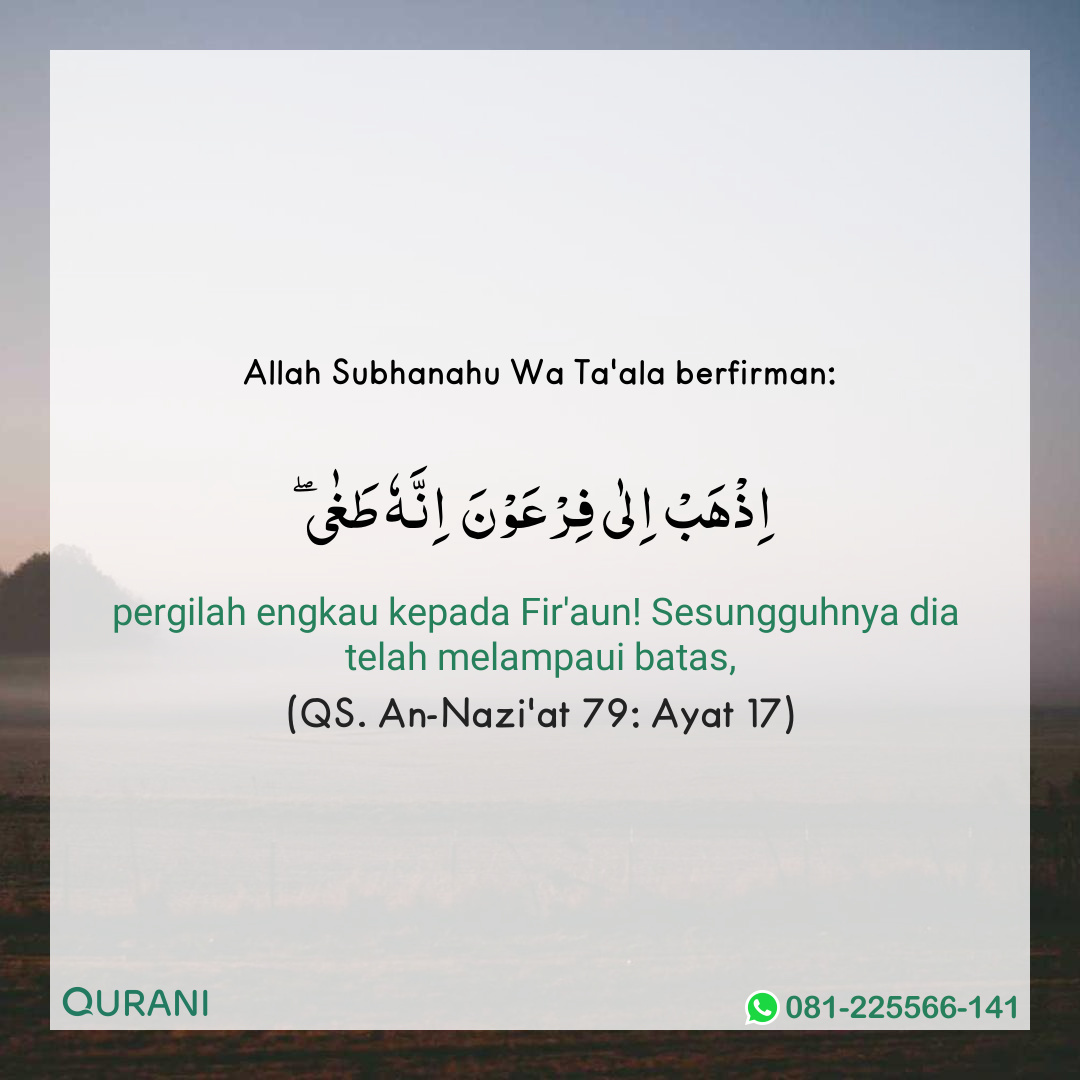 Allah Subhanahu Wa Ta'ala berfirman:
اِذْهَبْ اِلٰى فِرْعَوْنَ اِنَّهٗ طَغٰىۖ
pergilah engkau kepada Fir'aun! Sesungguhnya dia
telah melampaui batas,
(QS. An-Nazi'at 79: Ayat 17)
QURANI
081-225566-141